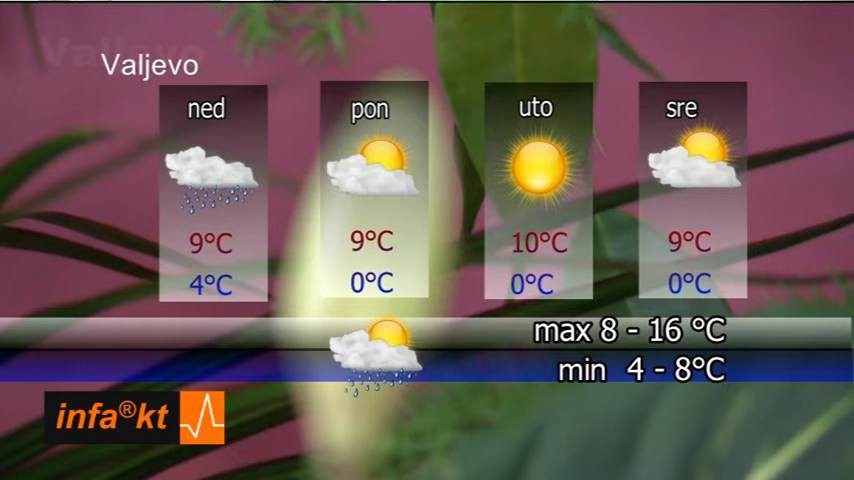 Valjevo
Valjevo
ned pon uto sre
9°C 9°C 10°C 9°C
4°C 0°C 0°C 0°C
max 8 - 16 °C
min 4 - 8°C
infa®kt